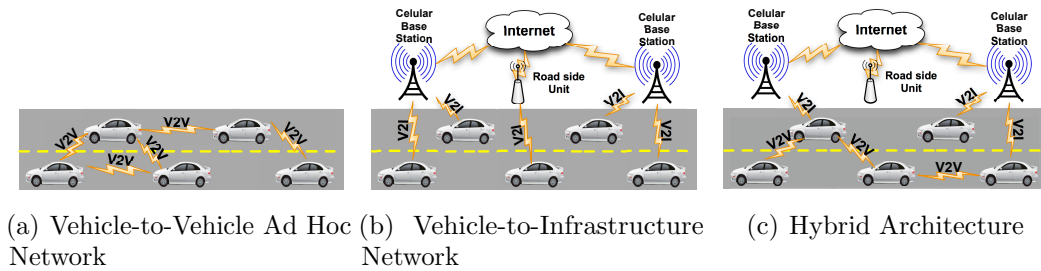 Celular
Base
Station
Internet
Celular
Base
Station
Road side
Unit
Celular
Base
Station
Internet
Celular
Base
Station
Road side
Unit
V2V
V2V
V2V
V2V
V2V
V2I
V2I
V2I
V2I
V2I
V2I
V2I
V2I
V2V
V2V
V2V
(a) Vehicle-to-Vehicle Ad Hoc
Network
(b) Vehicle-to-Infrastructure
Network
(c) Hybrid Architecture